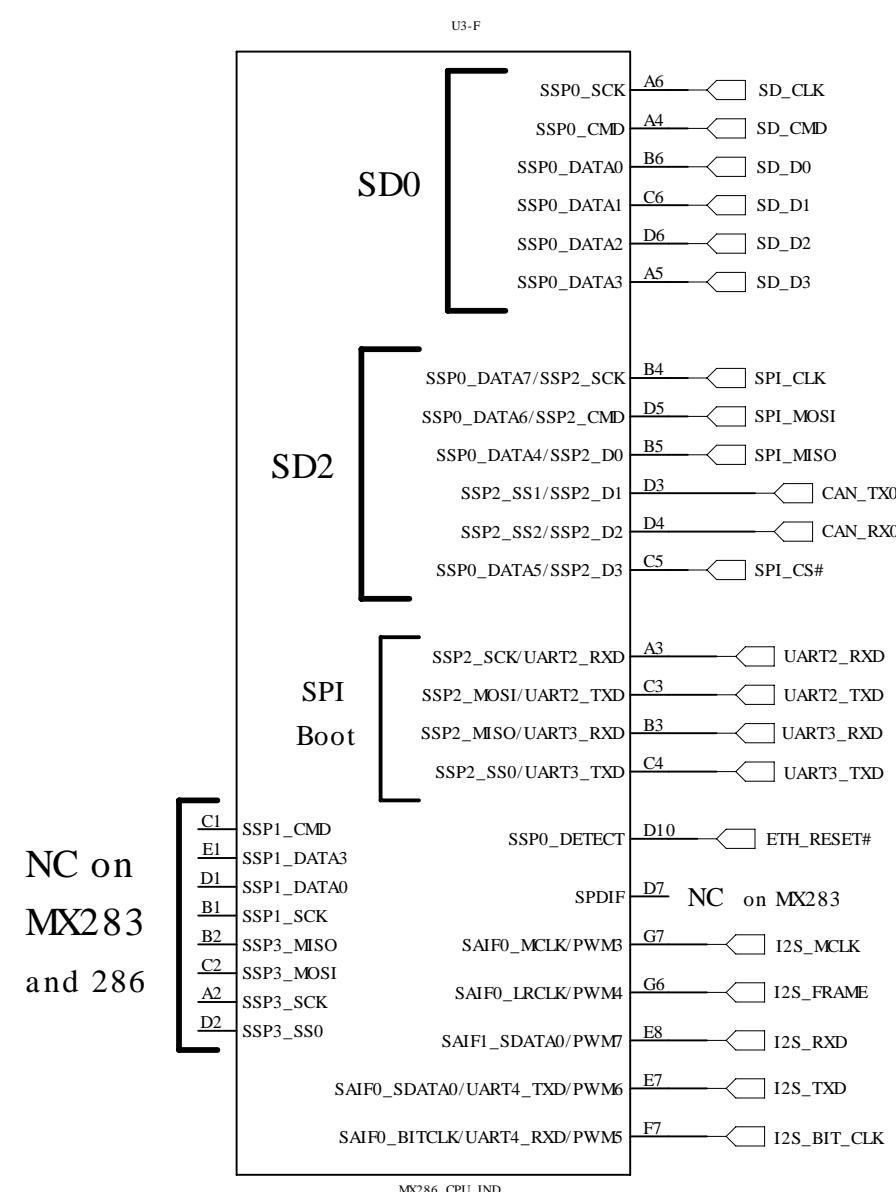 U3-F
SD0
SSP0_SCK A6 SD_CLK
SSP0_CMD A4 SD_CMD
SSP0_DATA0 B6 SD_D0
SSP0_DATA1 C6 SD_D1
SSP0_DATA2 D6 SD_D2
SSP0_DATA3 A5 SD_D3
SD2
SSP0_DATA7/SSP2_SCK B4 SPI_CLK
SSP0_DATA6/SSP2_CMD D5 SPI_MOSI
SSP0_DATA4/SSP2_D0 B5 SPI_MISO
SSP2_SS1/SSP2_D1 D3 CAN_TX0
SSP2_SS2/SSP2_D2 D4 CAN_RX0
SSP0_DATA5/SSP2_D3 C5 SPI_CS#
SPI
Boot
SSP2_SCK/UART2_RXD A3 UART2_RXD
SSP2_MOSI/UART2_TXD C3 UART2_TXD
SSP2_MISO/UART3_RXD B3 UART3_RXD
SSP2_SS0/UART3_TXD C4 UART3_TXD
NC on
MX283
and 286
C1 SSP1_CMD
E1 SSP1_DATA3
D1 SSP1_DATA0
B1 SSP1_SCK
B2 SSP3_MISO
C2 SSP3_MOSI
A2 SSP3_SCK
D2 SSP3_SS0
SSP0_DETECT D10 ETH_RESET#
SPDIF D7 NC on MX283
SAIF0_MCLK/PWM3 G7 I2S_MCLK
SAIF0_LRCLK/PWM4 G6 I2S_FRAME
SAIF1_SDATA0/PWM7 E8 I2S_RXD
SAIF0_SDATA0/UART4_TXD/PWM6 E7 I2S_TXD
SAIF0_BITCLK/UART4_RXD/PWM5 F7 I2S_BIT_CLK
MX286_CPU_IND